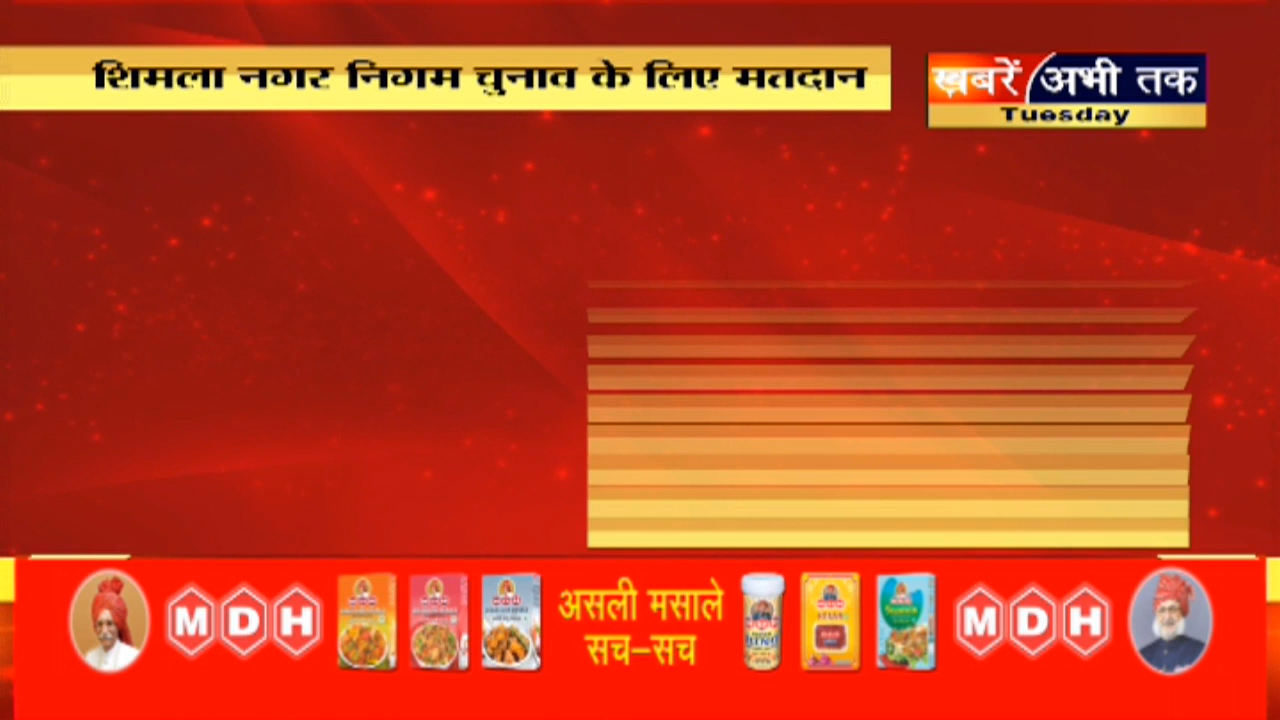 शिमला नगर निगम चुनाव के लिए मतदान
ख़बरें अभी तक
Tuesday
MDH
असली मसाले
सच-सच
MDH